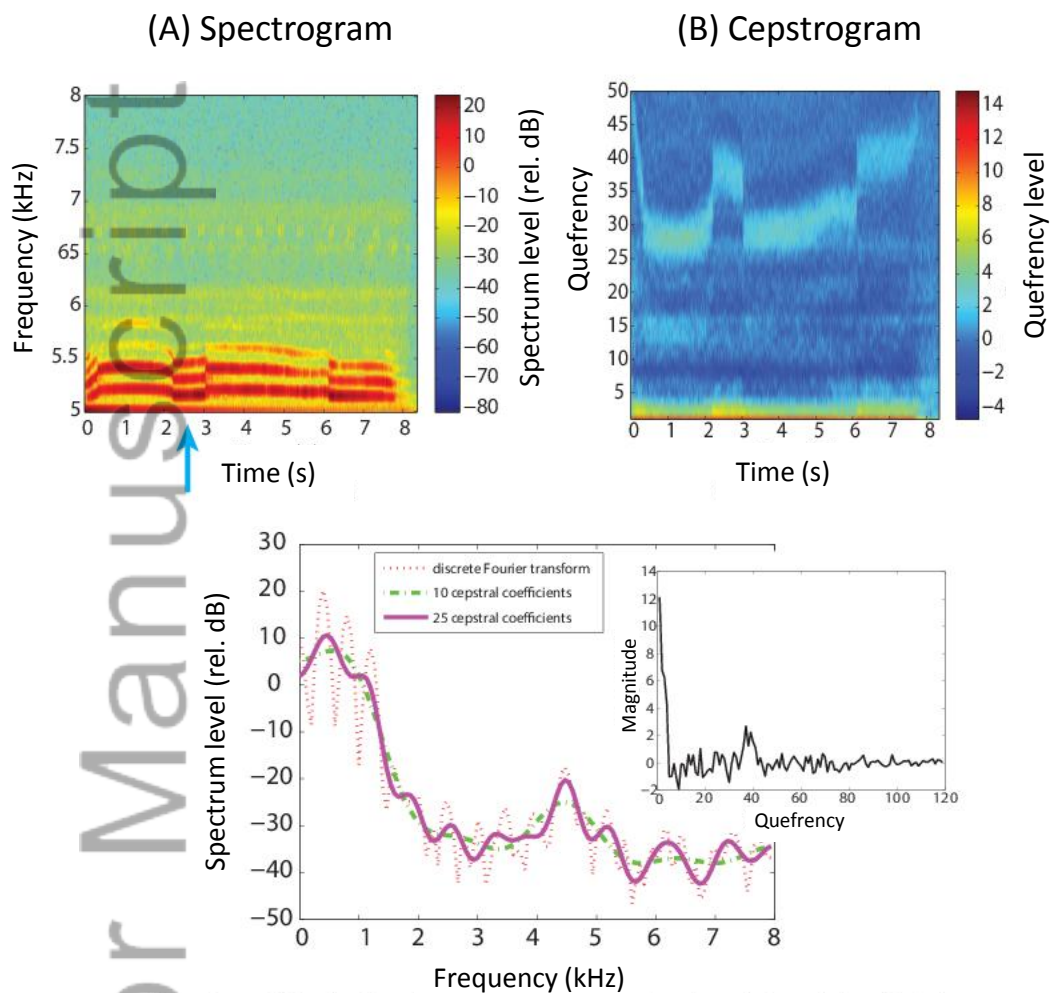 (A) Spectrogram
(B) Cepstrogram
Frequency (kHz)
8
7.5
7
65
6
5.5
5
0 1 2 3 4 5 6 7 8
Time (s)
20
10
0
−10
−20
−30
−40
−50
−60
−70
−80
Spectrum level (rel. dB)
Quefrency
50
45
40
35
30
25
20
15
10
5
0 1 2 3 4 5 6 7 8
Time (s)
14
12
10
8
6
4
2
0
−2
−4
Quefrency level
Spectrum level (rel. dB)
30
20
10
0
−10
−20
−30
−40
−50
0 1 2 3 4 5 6 7 8
Frequency (kHz)
discrete Fourier transform
10 cepstral coefficients
25 cepstral coefficients
Magnitude
14
12
10
8
6
4
2
0
−2
0 20 40 60 80 100 120
Quefrency
or Manuscript